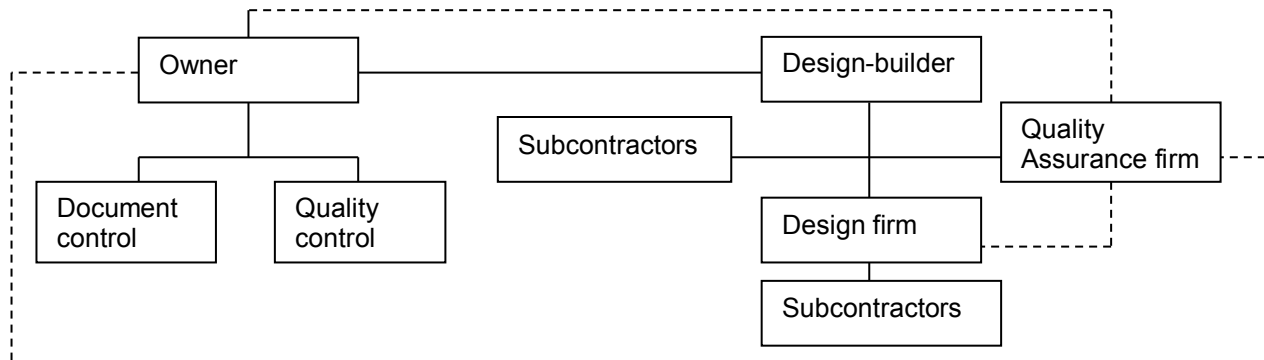 Owner
Design-builder
Subcontractors
Quality
Assurance firm
Document
control
Quality
control
Design firm
Subcontractors